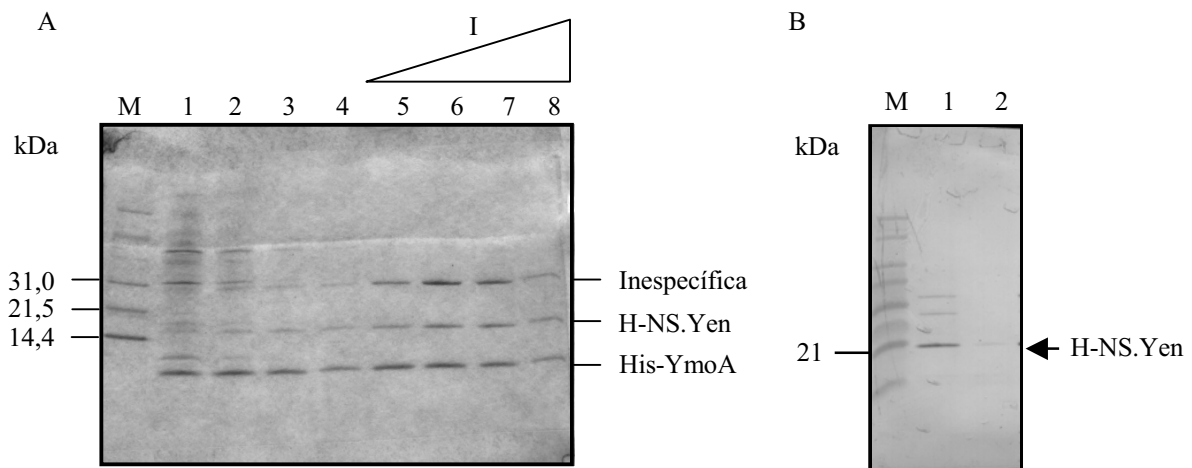 A
I
M 1 2 3 4 5 6 7 8
kDa
31,0
21,5
14,4
Inespecífica
H-NS.Yen
His-YmoA
B
M 1 2
kDa
21
H-NS.Yen